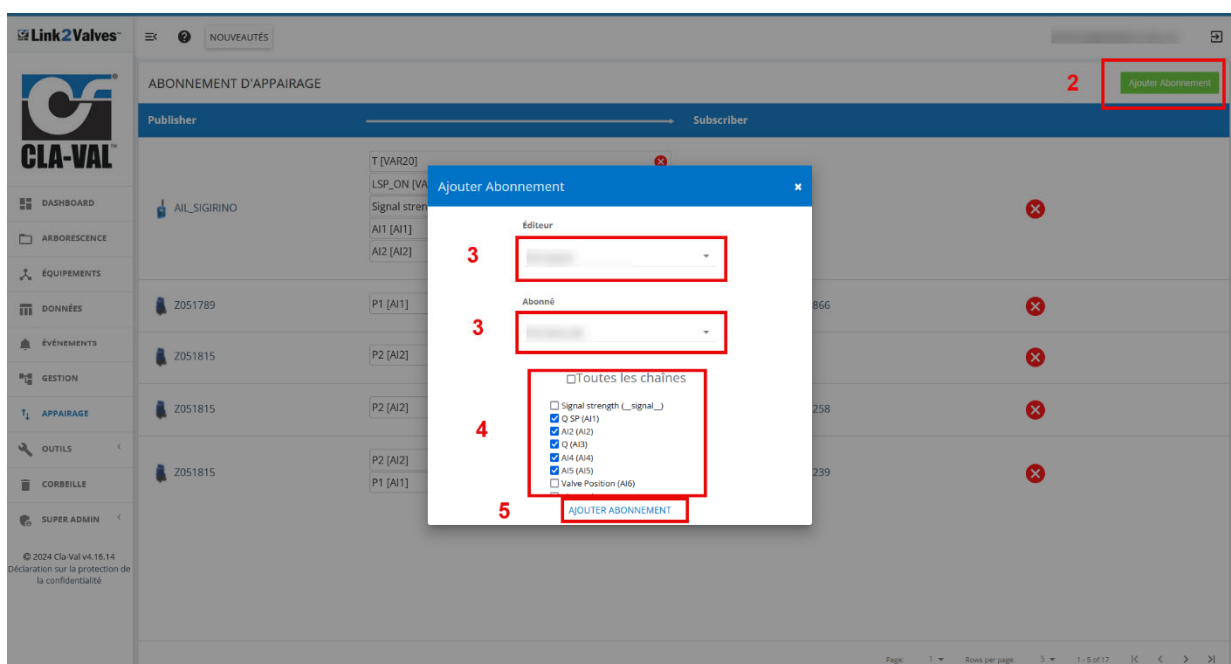 Link2Valves
NOUVEAUTÉS
CLA-VAL
DASHBOARD
ARBORESCENCE
ÉQUIPEMENTS
DONNÉES
ÉVÉNEMENTS
GESTION
APPAIRAGE
OUTILS
CORBEILLE
SUPER ADMIN
© 2024 Cla-Val v4.16.14
Déclaration sur la protection de
la confidentialité
ABONNEMENT D'APPAIRAGE
2
Ajouter Abonnement
Publisher
Subscriber
AIL_SIGIRINO
T [VAR20]
LSP_ON [VA
Signal stren
AI1 [AI1]
AI2 [AI2]
Z051789
P1 [AI1]
866
Z051815
P2 [AI2]
Z051815
P2 [AI2]
258
Z051815
P2 [AI2]
P1 [AI1]
239
Ajouter Abonnement
×
Éditeur
3
Abonné
3
Toutes les chaînes
4
Signal strength (__signal__)
Q SP (AI1)
AI2 (AI2)
Q (AI3)
AI4 (AI4)
AI5 (AI5)
Valve Position (AI6)
5
AJOUTER ABONNEMENT
Page: 1
Rows per page: 5
1 - 5 of 17